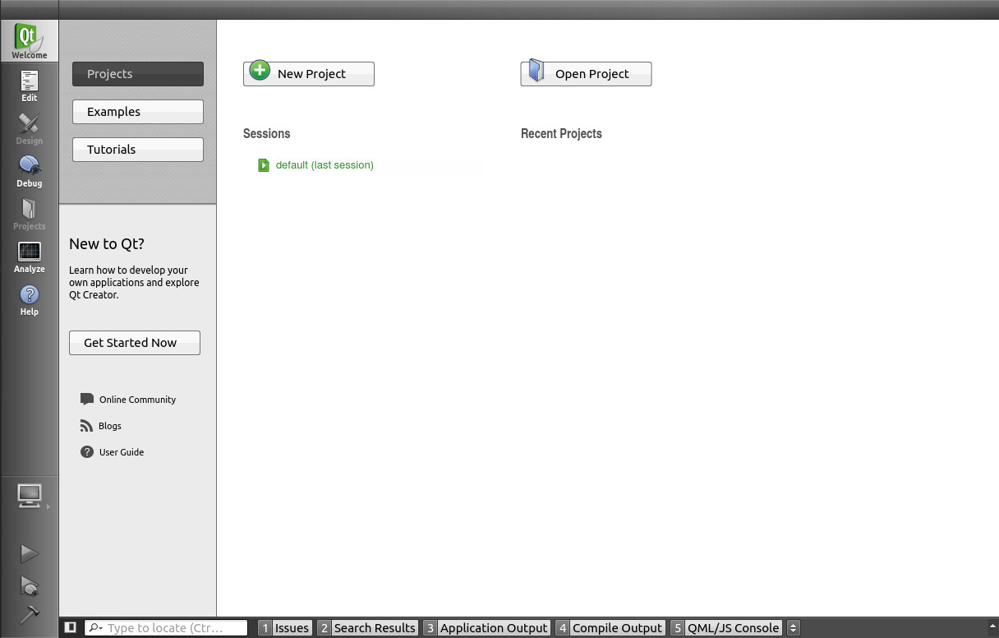 Qt
Welcome
Edit
Design
Debug
Projects
Analyze
Help
Projects
Examples
Tutorials
New to Qt?
Learn how to develop your
own applications and explore
Qt Creator.
Get Started Now
Online Community
Blogs
User Guide
New Project
Open Project
Sessions
Recent Projects
default (last session)
Type to locate (Ctr…
1 Issues
2 Search Results
3 Application Output
4 Compile Output
5 QML/JS Console